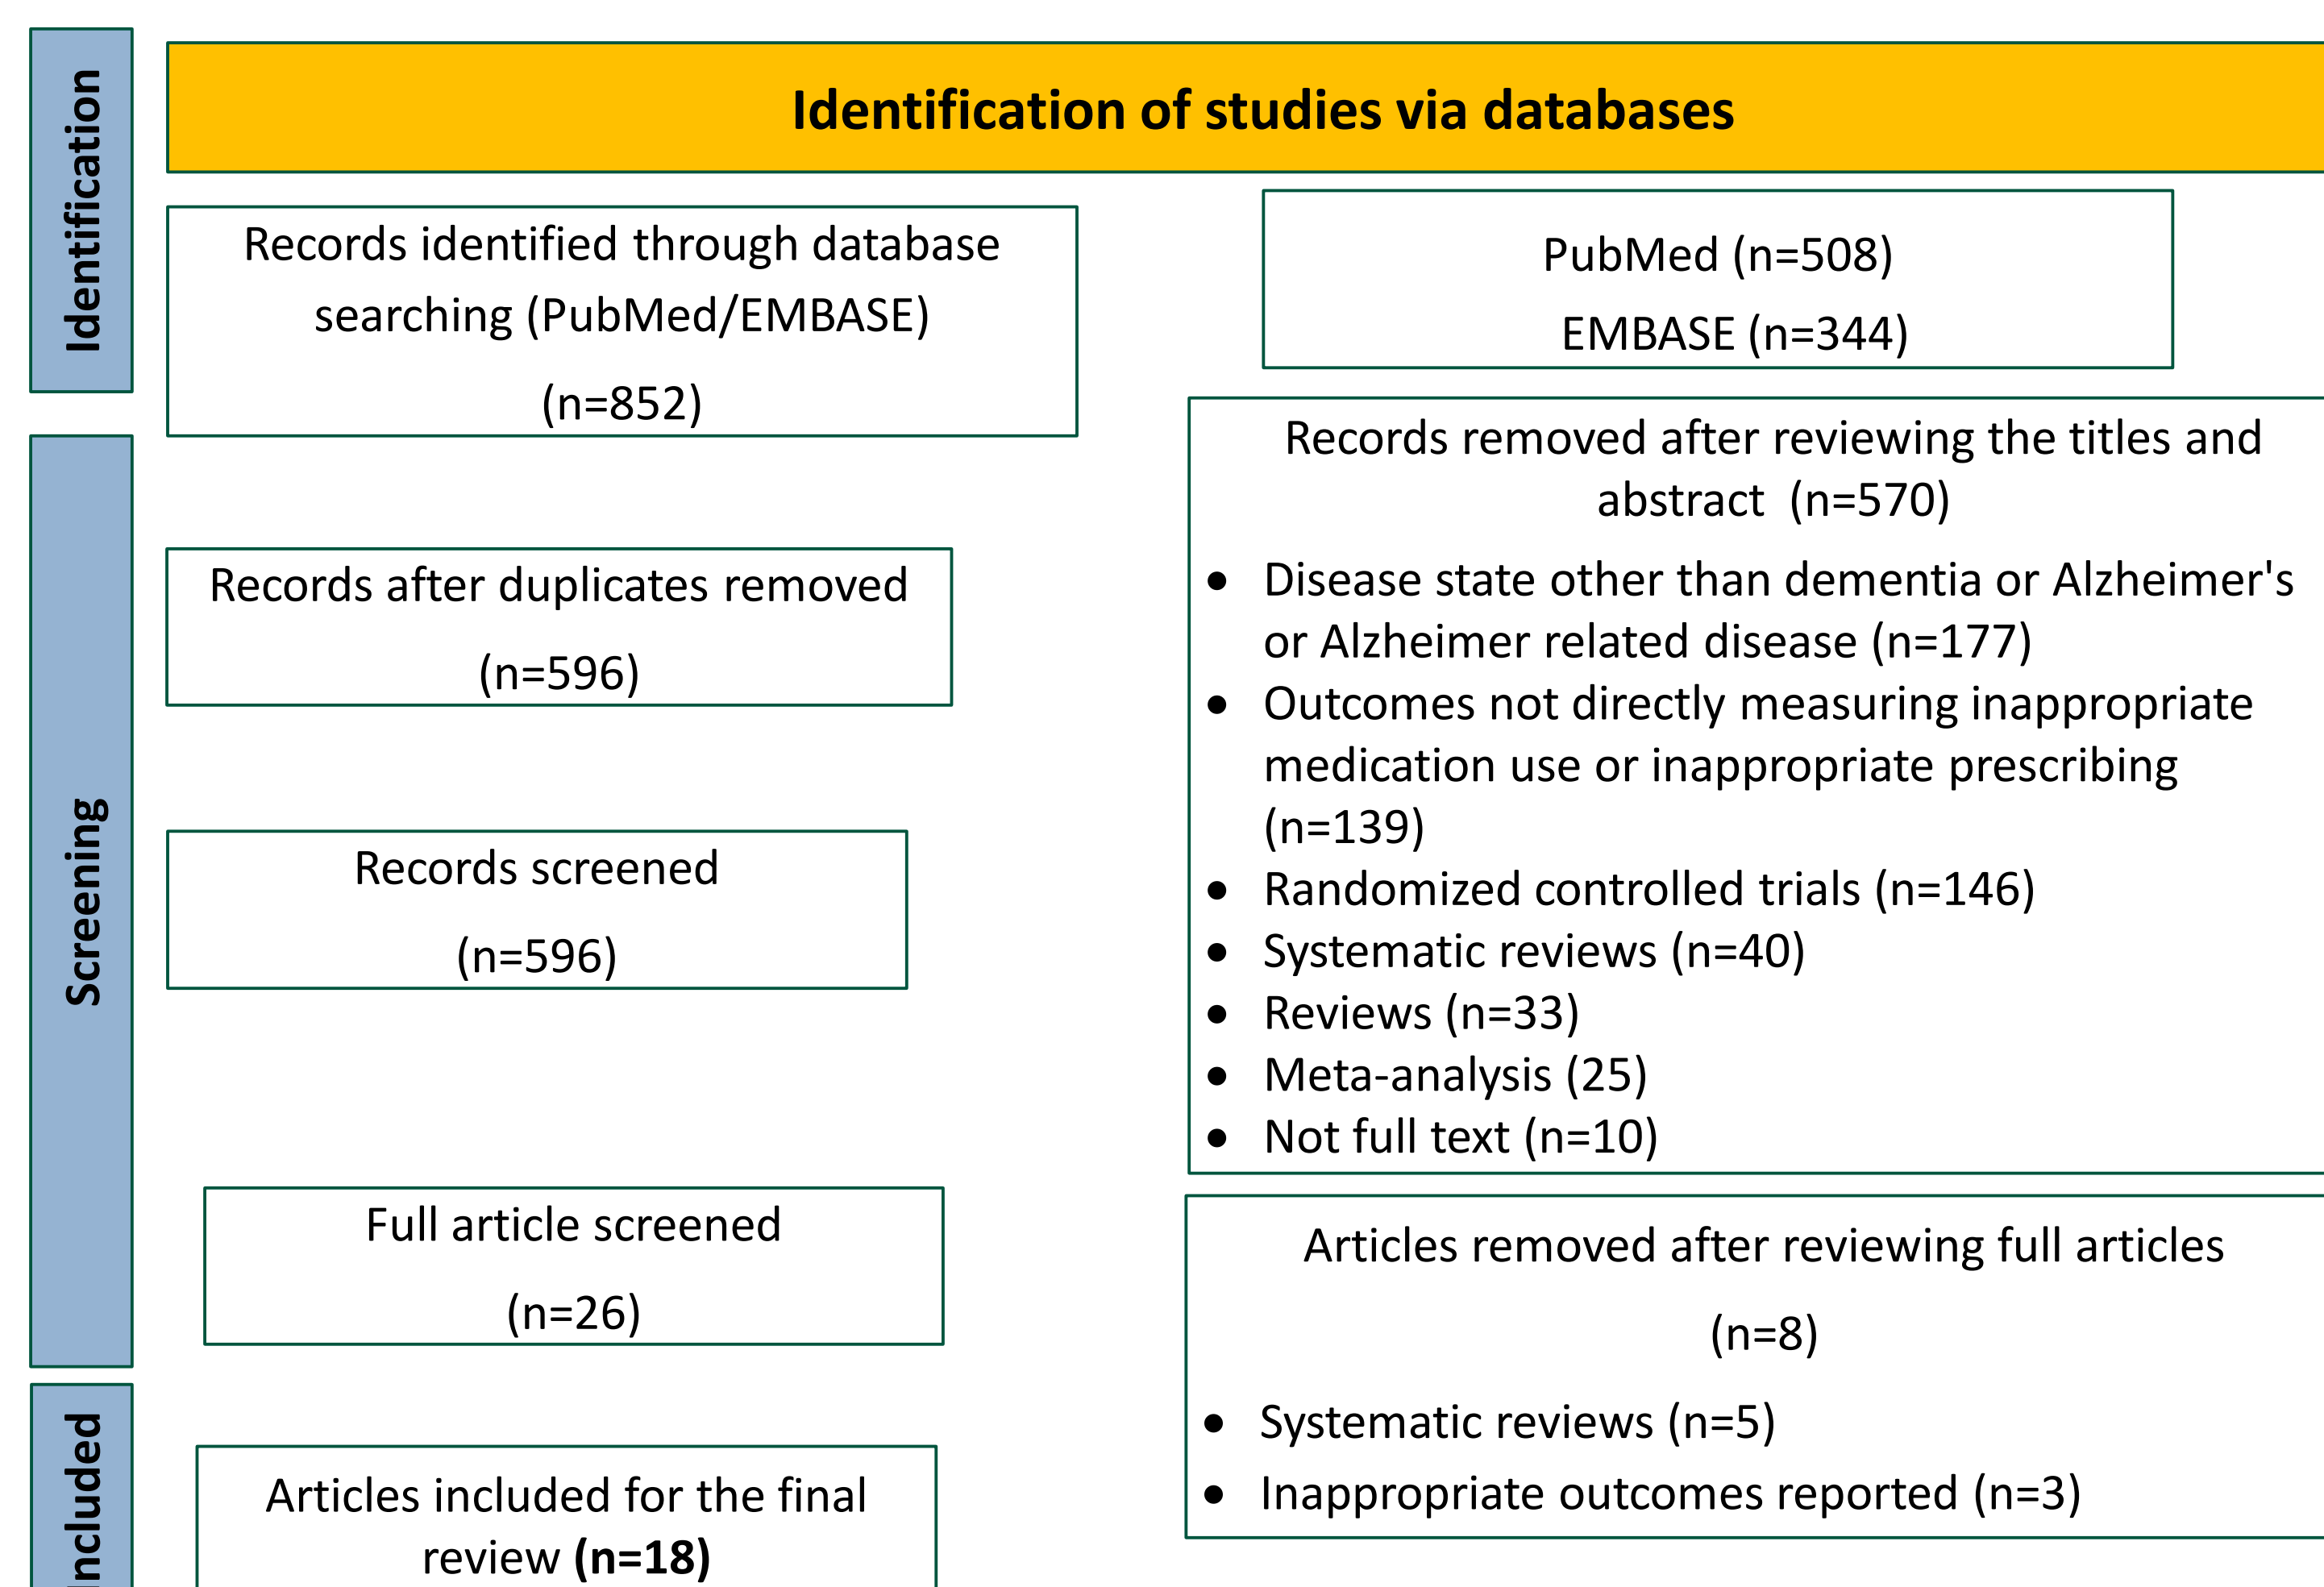 Identification
Identification of studies via databases
Records identified through database
searching (PubMed/EMBASE)
(n=852)
PubMed (n=508)
EMBASE (n=344)
Screening
Records after duplicates removed
(n=596)
Records screened
(n=596)
Records removed after reviewing the titles and
abstract (n=570)
● Disease state other than dementia or Alzheimer's
or Alzheimer related disease (n=177)
● Outcomes not directly measuring inappropriate
medication use or inappropriate prescribing
(n=139)
● Randomized controlled trials (n=146)
● Systematic reviews (n=40)
● Reviews (n=33)
● Meta-analysis (25)
● Not full text (n=10)
Full article screened
(n=26)
Articles removed after reviewing full articles
(n=8)
● Systematic reviews (n=5)
● Inappropriate outcomes reported (n=3)
Included
Articles included for the final
review (n=18)